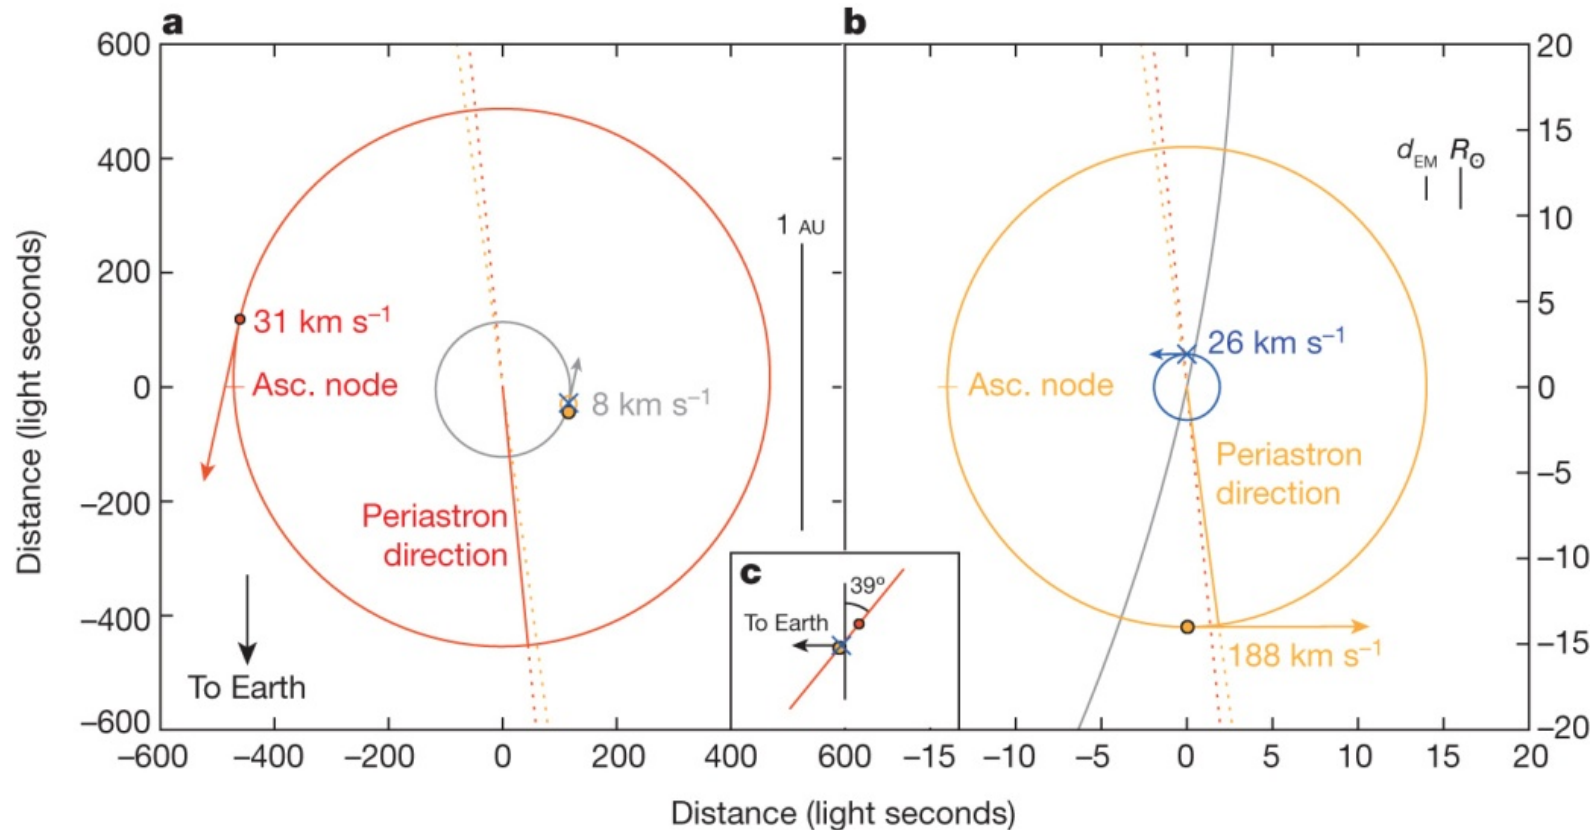 a
b
600
400
200
0
−200
−400
−600
Distance (light seconds)
31 km s⁻¹
Asc. node
8 km s⁻¹
Periastron
direction
To Earth
1 AU
c
39º
To Earth
26 km s⁻¹
Asc. node
Periastron
direction
188 km s⁻¹
d_EM R_⊙
20
15
10
5
0
−5
−10
−15
−20
−600 −400 −200 0 200 400 600 −15 −10 −5 0 5 10 15 20
Distance (light seconds)